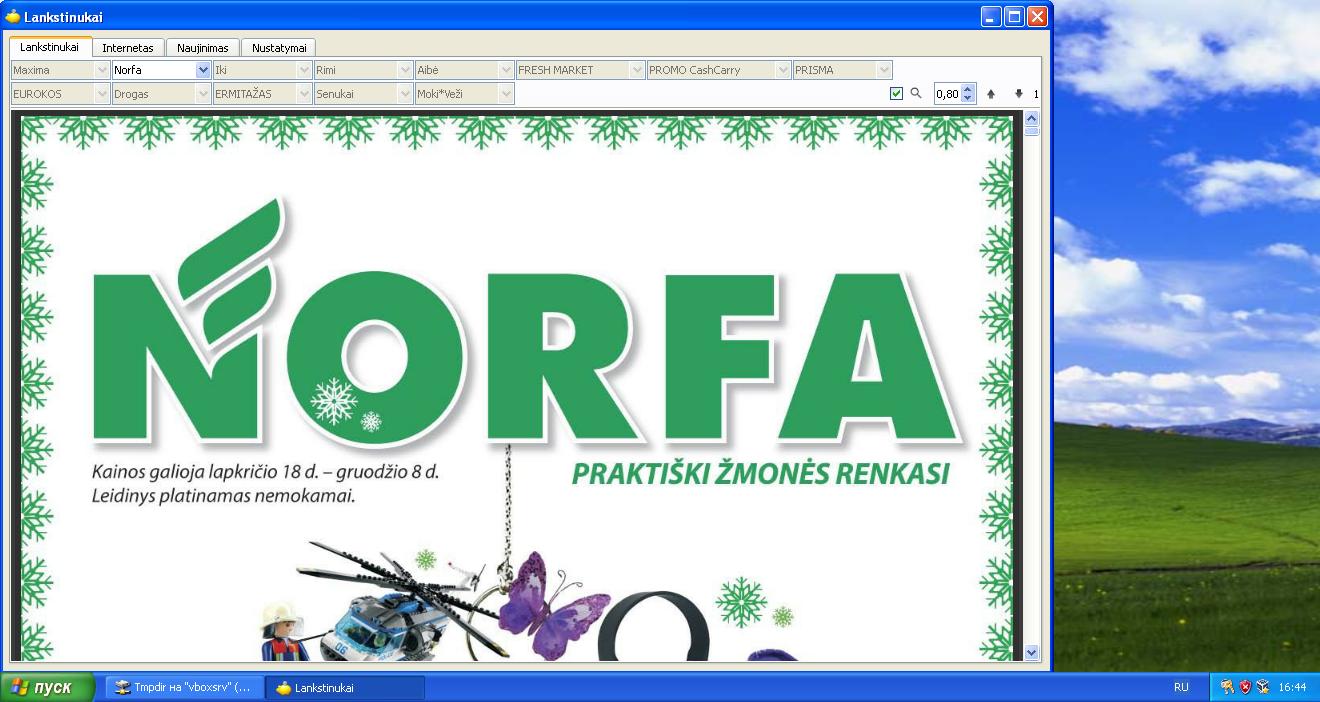 Lankstinukai
Lankstinukai Internetas Naujinimas Nustatymai
Maxima Norfa Iki Rimi Aibė FRESH MARKET PROMO CashCarry PRISMA
EUROKOS Drogas ERMITAŽAS Senukai Moki*Veži 0,80 1
NORFA
Kainos galioja lapkričio 18 d. – gruodžio 8 d.
Leidinys platinamas nemokamai.
PRAKTIŠKI ŽMONĖS RENKASI
06
пуск Tmpdir на "vboxsrv" (... Lankstinukai RU 16:44